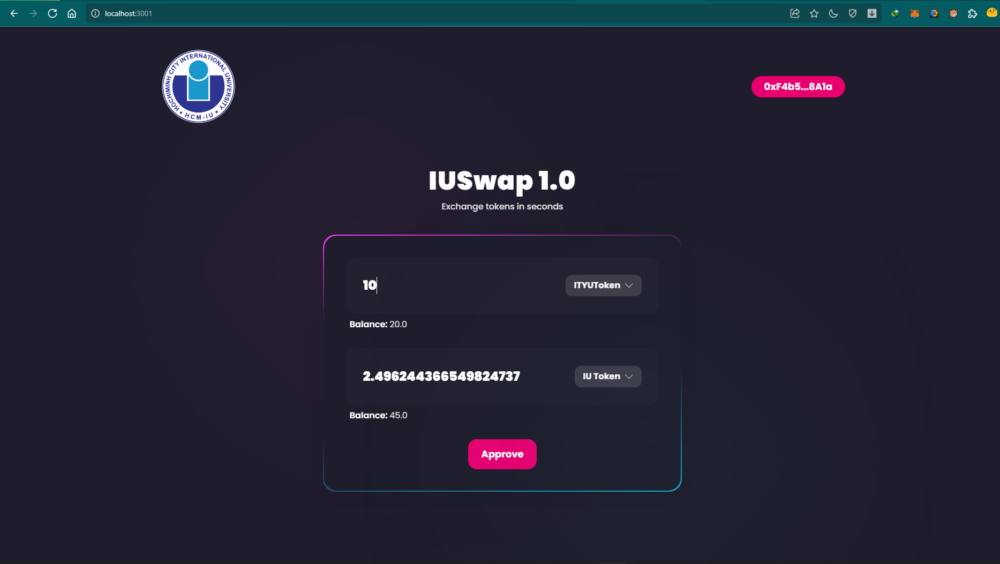 localhost:3001
HOCHIMINH CITY INTERNATIONAL UNIVERSITY
HCM-IU
0xF4b5...8A1a
IUSwap 1.0
Exchange tokens in seconds
10
ITYUToken
Balance: 20.0
2.496244366549824737
IU Token
Balance: 45.0
Approve